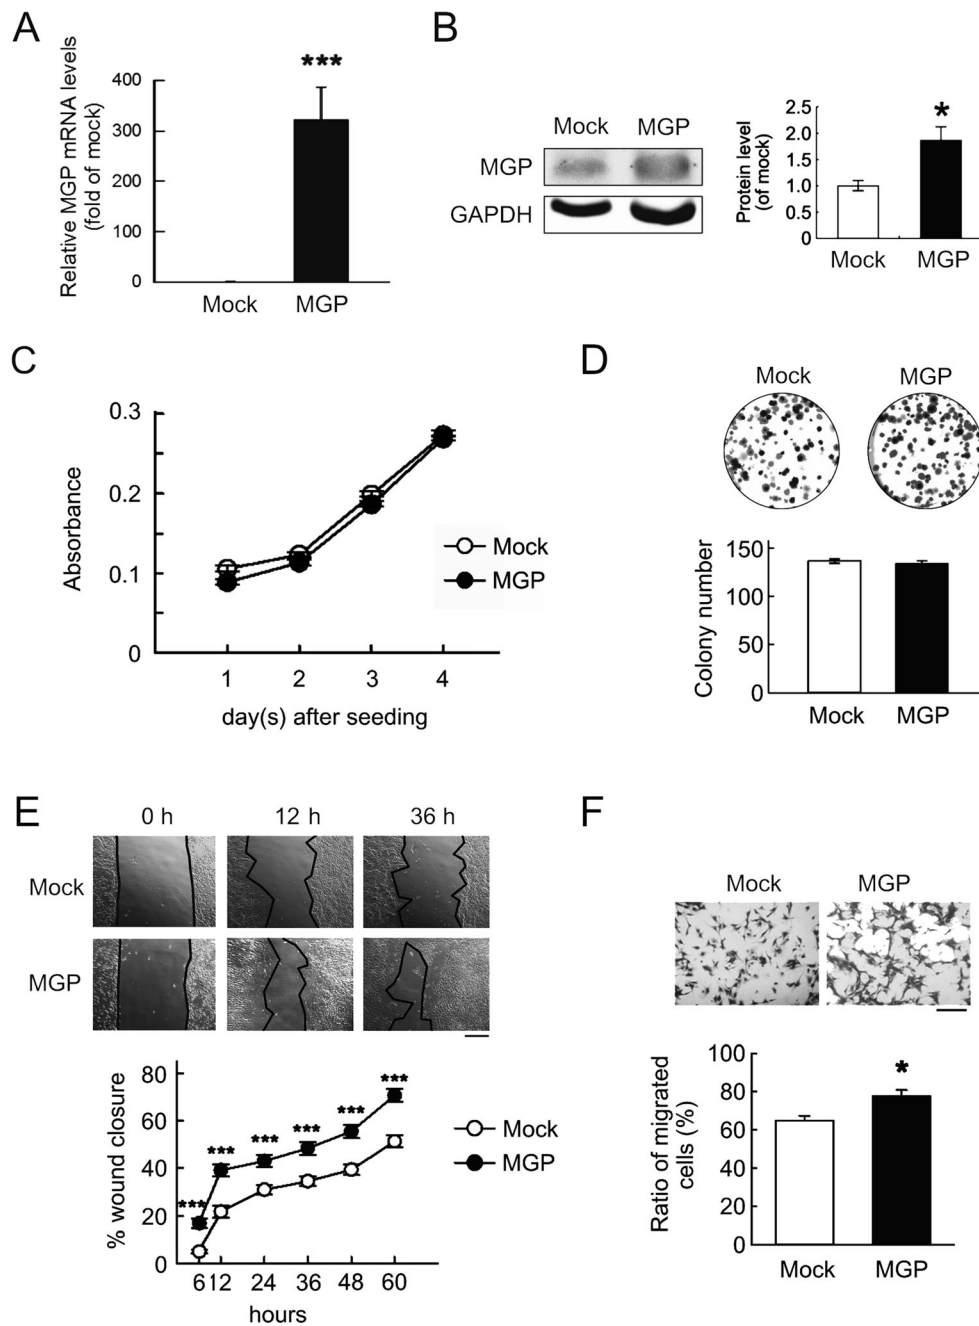 A
Relative MGP mRNA levels
(fold of mock)
400
300
200
100
0
***
Mock
MGP
B
Mock
MGP
MGP
GAPDH
Protein level
(of mock)
2.5
2.0
1.5
1.0
0.5
0
*
Mock
MGP
C
Absorbance
0.3
0.2
0.1
0
1
2
3
4
day(s) after seeding
Mock
MGP
D
Mock
MGP
Colony number
150
100
50
0
Mock
MGP
E
0 h
12 h
36 h
Mock
MGP
% wound closure
80
60
40
20
0
***
***
***
***
***
***
6
12
24
36
48
60
hours
Mock
MGP
F
Mock
MGP
Ratio of migrated
cells (%)
100
80
60
40
20
0
*
Mock
MGP